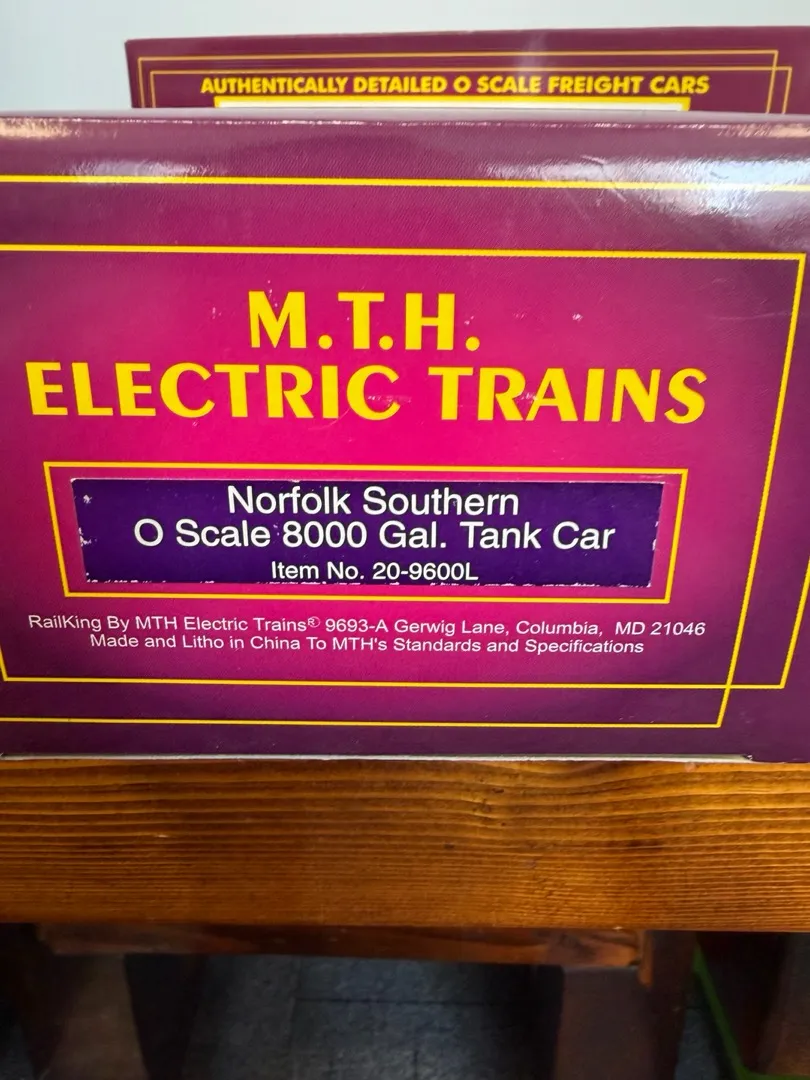 AUTHENTICALLY DETAILED O SCALE FREIGHT CARS
M.T.H.
ELECTRIC TRAINS
Norfolk Southern
O Scale 8000 Gal. Tank Car
Item No. 20-9600L
RailKing By MTH Electric Trains® 9693-A Gerwig Lane, Columbia, MD 21046
Made and Litho in China To MTH's Standards and Specifications